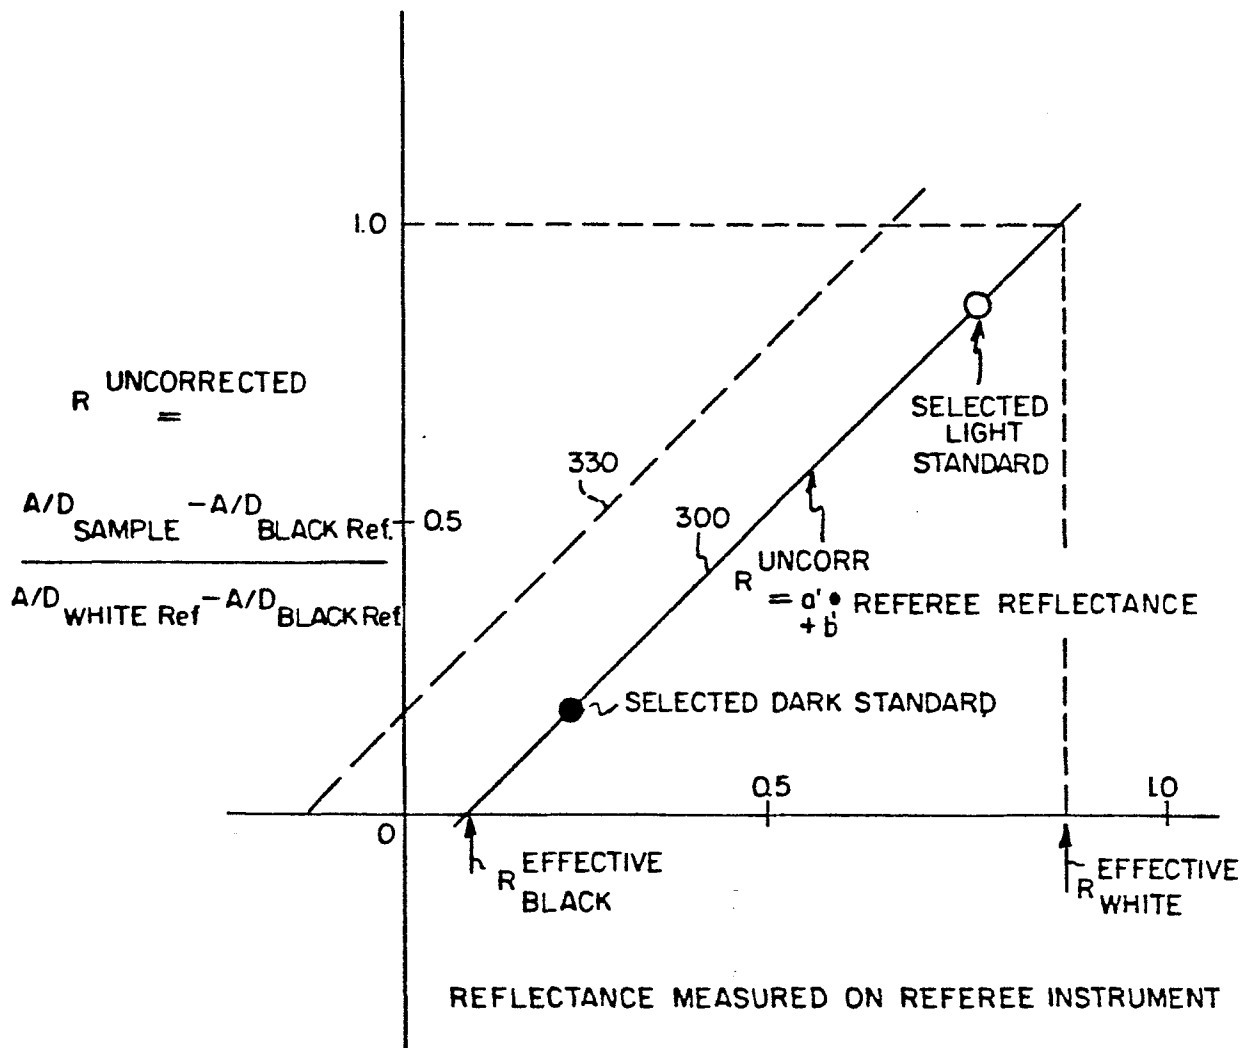 1.0
R UNCORRECTED
=
A/D SAMPLE - A/D BLACK Ref.
A/D WHITE Ref - A/D BLACK Ref
0.5
330
300
SELECTED
LIGHT
STANDARD
R UNCORR
= a' • REFEREE REFLECTANCE
+ b'
SELECTED DARK STANDARD
0.5
1.0
0
R EFFECTIVE
BLACK
R EFFECTIVE
WHITE
REFLECTANCE MEASURED ON REFEREE INSTRUMENT